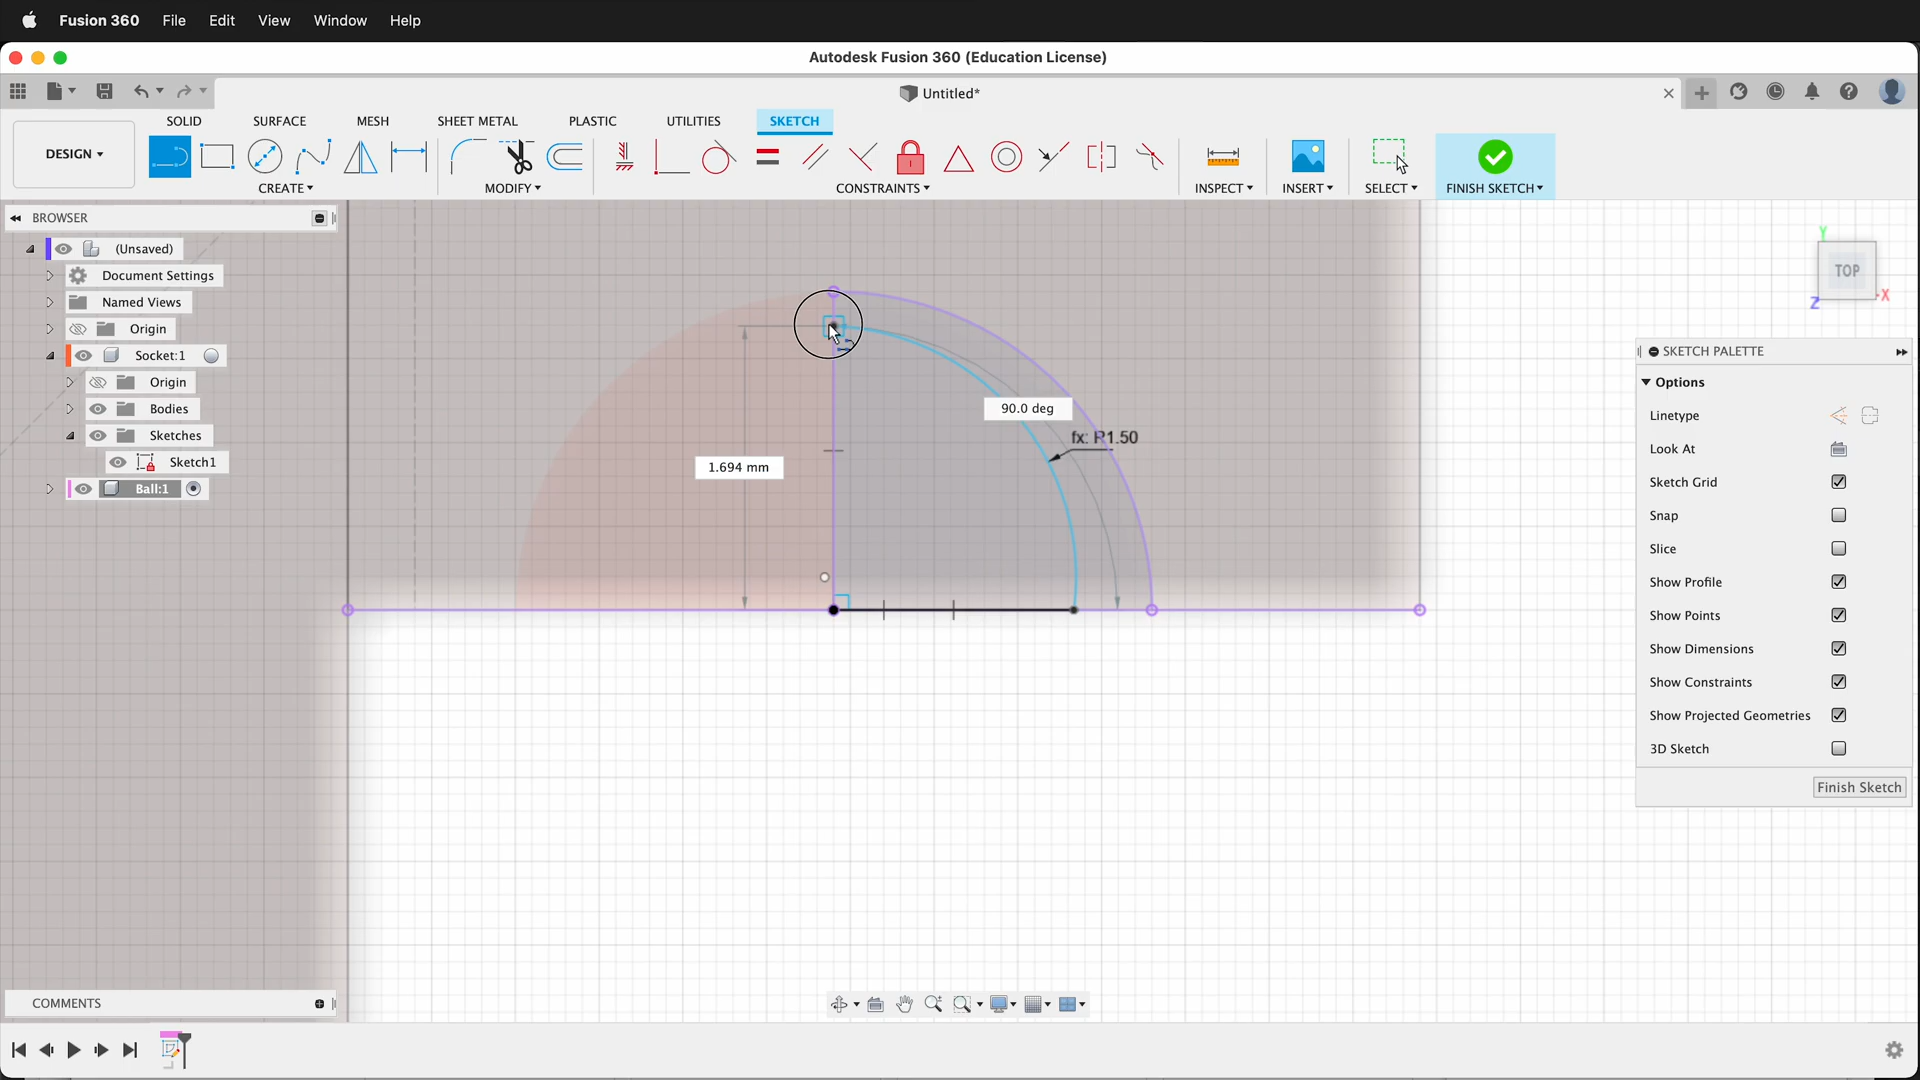 Fusion 360 File Edit View Window Help
Autodesk Fusion 360 (Education License)
Untitled*
SOLID SURFACE MESH SHEET METAL PLASTIC UTILITIES SKETCH
DESIGN
CREATE MODIFY CONSTRAINTS INSPECT INSERT SELECT FINISH SKETCH
BROWSER
(Unsaved)
Document Settings
Named Views
Origin
Socket:1
Origin
Bodies
Sketches
Sketch1
Ball:1
90.0 deg
fx: R1.50
1.694 mm
Y
TOP
X
Z
SKETCH PALETTE
Options
Linetype
Look At
Sketch Grid
Snap
Slice
Show Profile
Show Points
Show Dimensions
Show Constraints
Show Projected Geometries
3D Sketch
Finish Sketch
COMMENTS